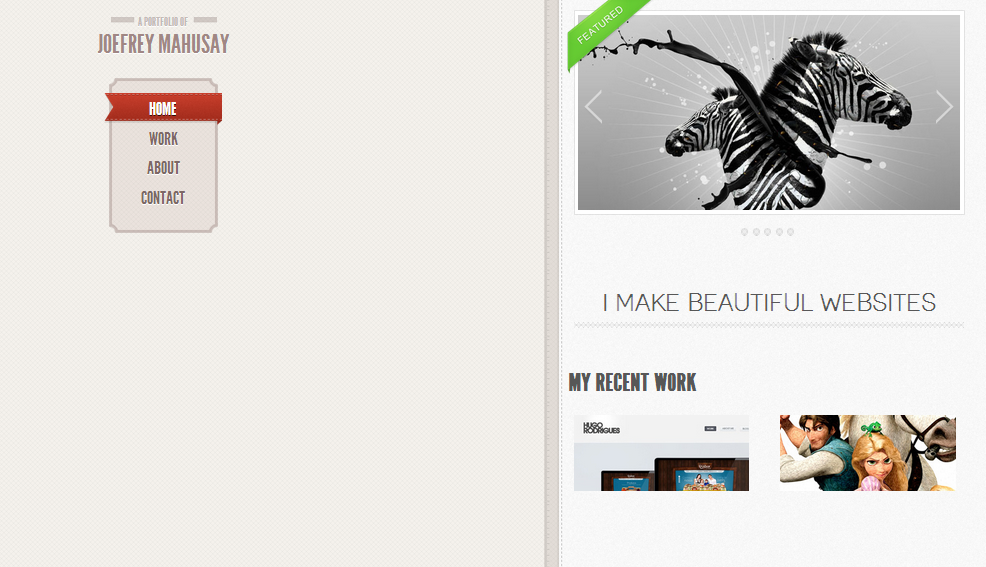 A PORTFOLIO OF
JOEFREY MAHUSAY
HOME
WORK
ABOUT
CONTACT
FEATURED
I MAKE BEAUTIFUL WEBSITES
MY RECENT WORK
HUGO
RODRIGUES